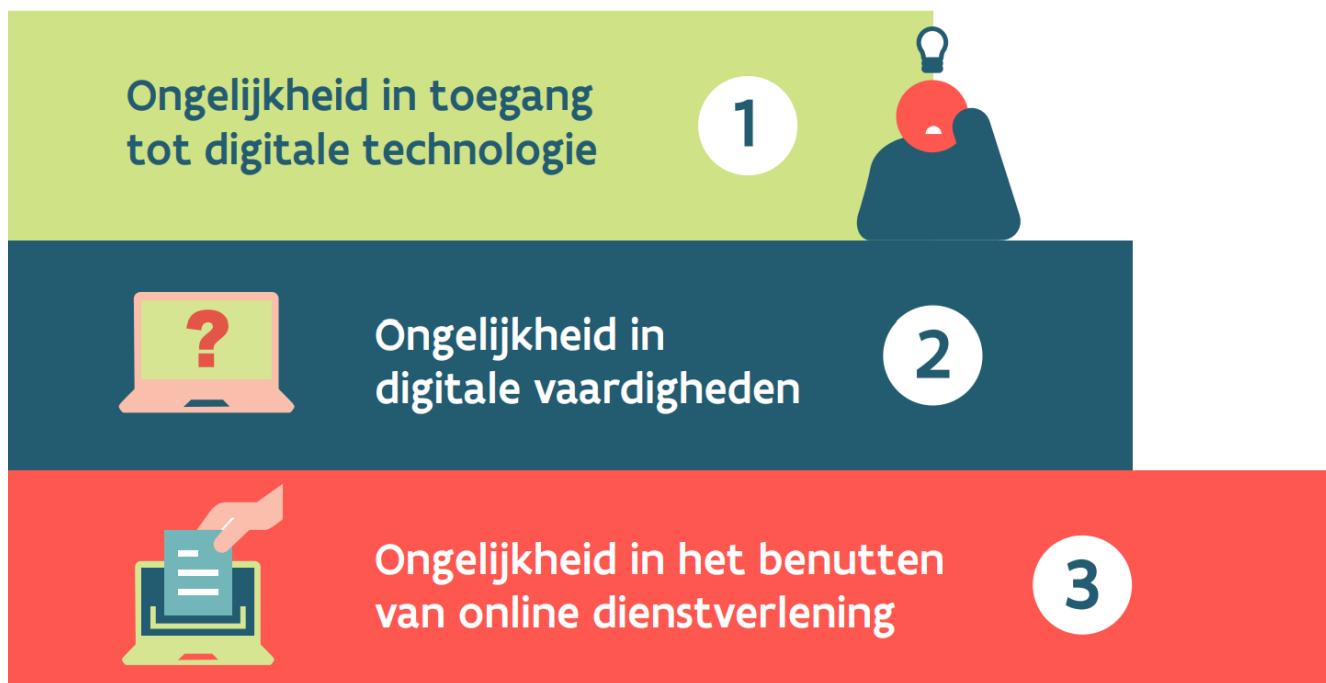 Ongelijkheid in toegang
tot digitale technologie
1
?
Ongelijkheid in
digitale vaardigheden
2
Ongelijkheid in het benutten
van online dienstverlening
3